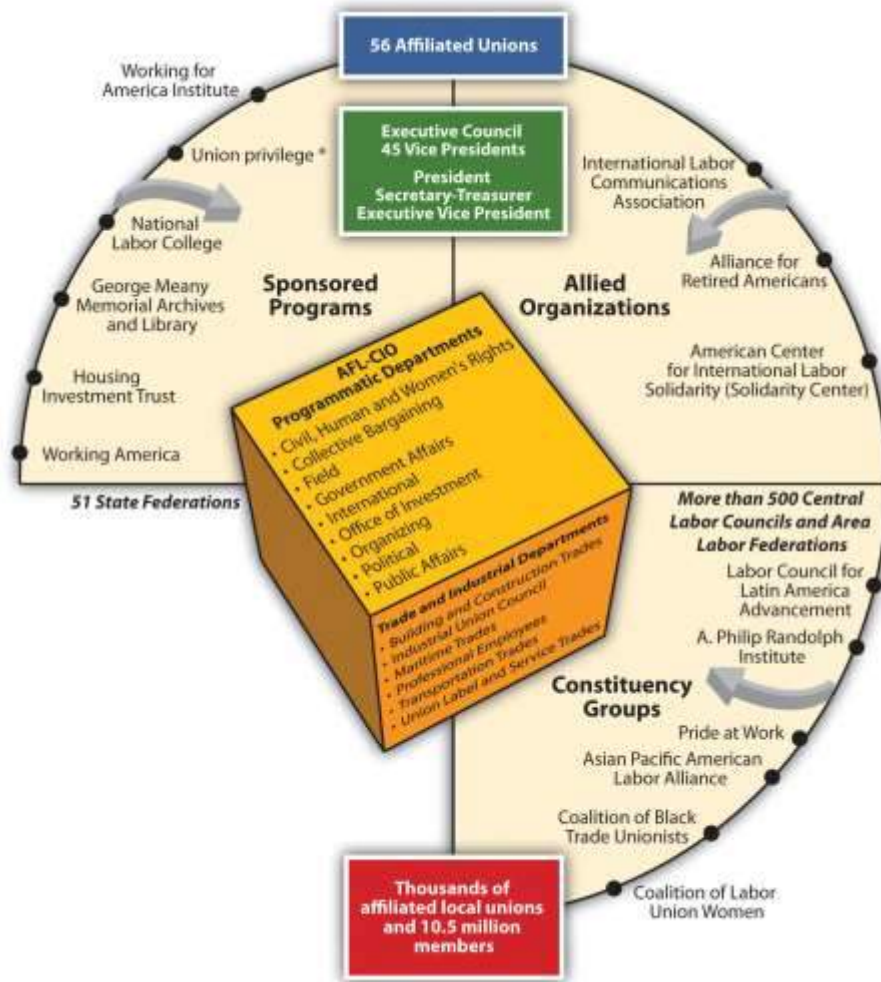 56 Affiliated Unions
Executive Council
45 Vice Presidents
President
Secretary-Treasurer
Executive Vice President
Working for
America Institute
Union privilege *
National
Labor College
George Meany
Memorial Archives
and Library
Housing
Investment Trust
Working America
Sponsored
Programs
International Labor
Communications
Association
Alliance for
Retired Americans
American Center
for International Labor
Solidarity (Solidarity Center)
Allied
Organizations
AFL-CIO
Programmatic Departments
• Civil, Human and Women's Rights
• Collective Bargaining
• Field
• Government Affairs
• International
• Office of Investment
• Organizing
• Political
• Public Affairs
Trade and Industrial Departments
• Building and Construction Trades
• Industrial Union Council
• Maritime Trades
• Professional Employees
• Transportation Trades
• Union Label and Service Trades
51 State Federations
More than 500 Central
Labor Councils and Area
Labor Federations
Labor Council for
Latin America
Advancement
A. Philip Randolph
Institute
Constituency
Groups
Pride at Work
Asian Pacific American
Labor Alliance
Coalition of Black
Trade Unionists
Coalition of Labor
Union Women
Thousands of
affiliated local unions
and 10.5 million
members